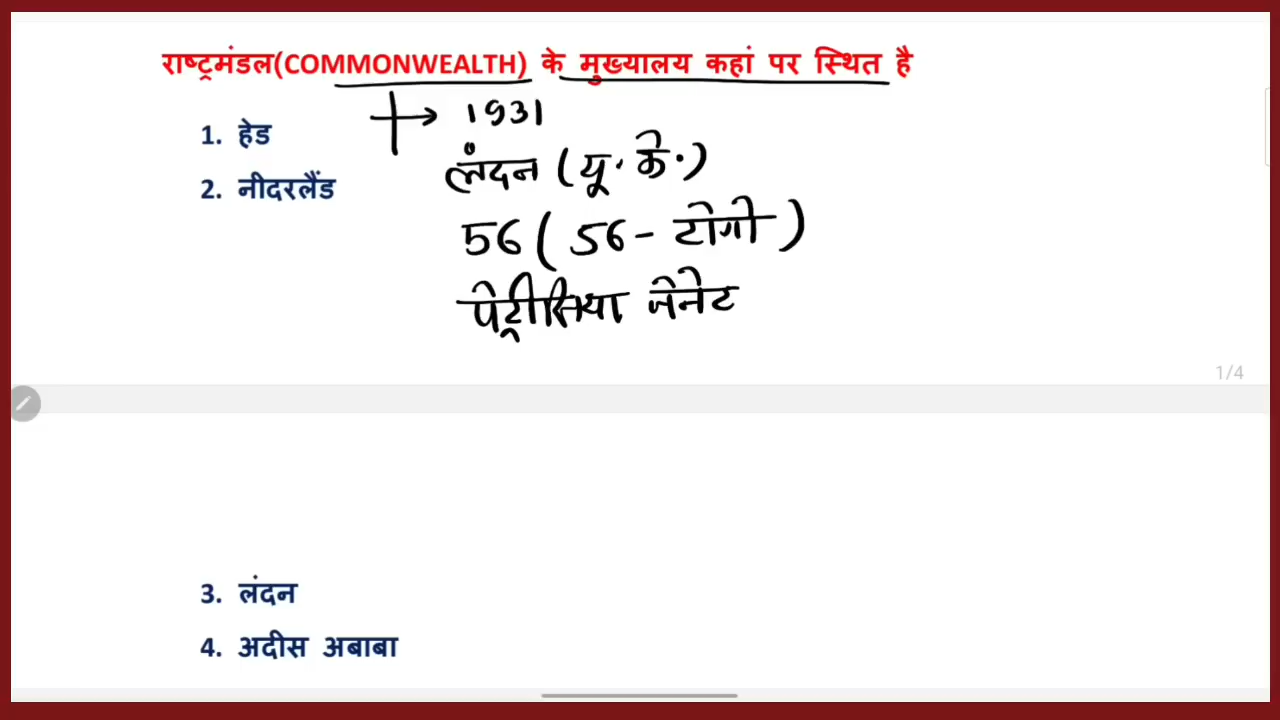 राष्ट्रमंडल(COMMONWEALTH) के मुख्यालय कहां पर स्थित है
1931
1. हेड
लंदन (यू. के.)
2. नीदरलैंड
56 (56 - टोगो)
पेट्रीसिया जेनेट
1/4
3. लंदन
4. अदीस अबाबा